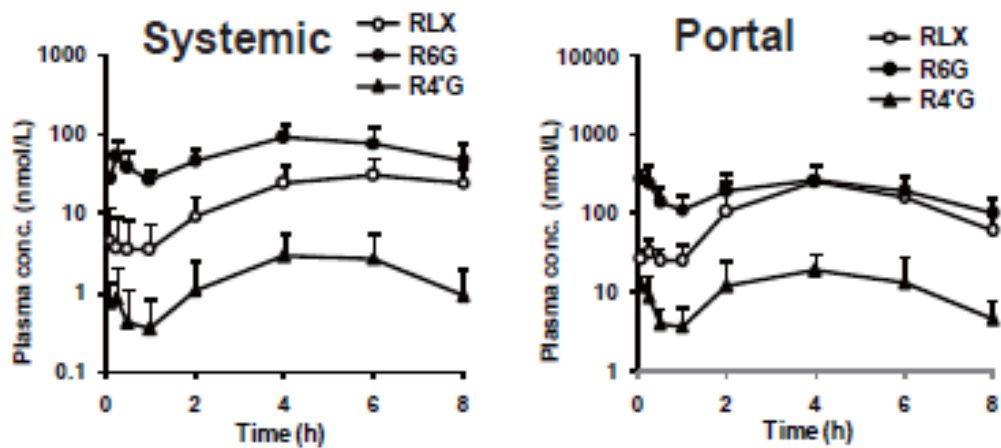 Systemic
RLX
R6G
R4'G
1000
100
10
1
0.1
Plasma conc. (nmol/L)
0
2
4
6
8
Time (h)
Portal
RLX
R6G
R4'G
10000
1000
100
10
1
Plasma conc. (nmol/L)
0
2
4
6
8
Time (h)